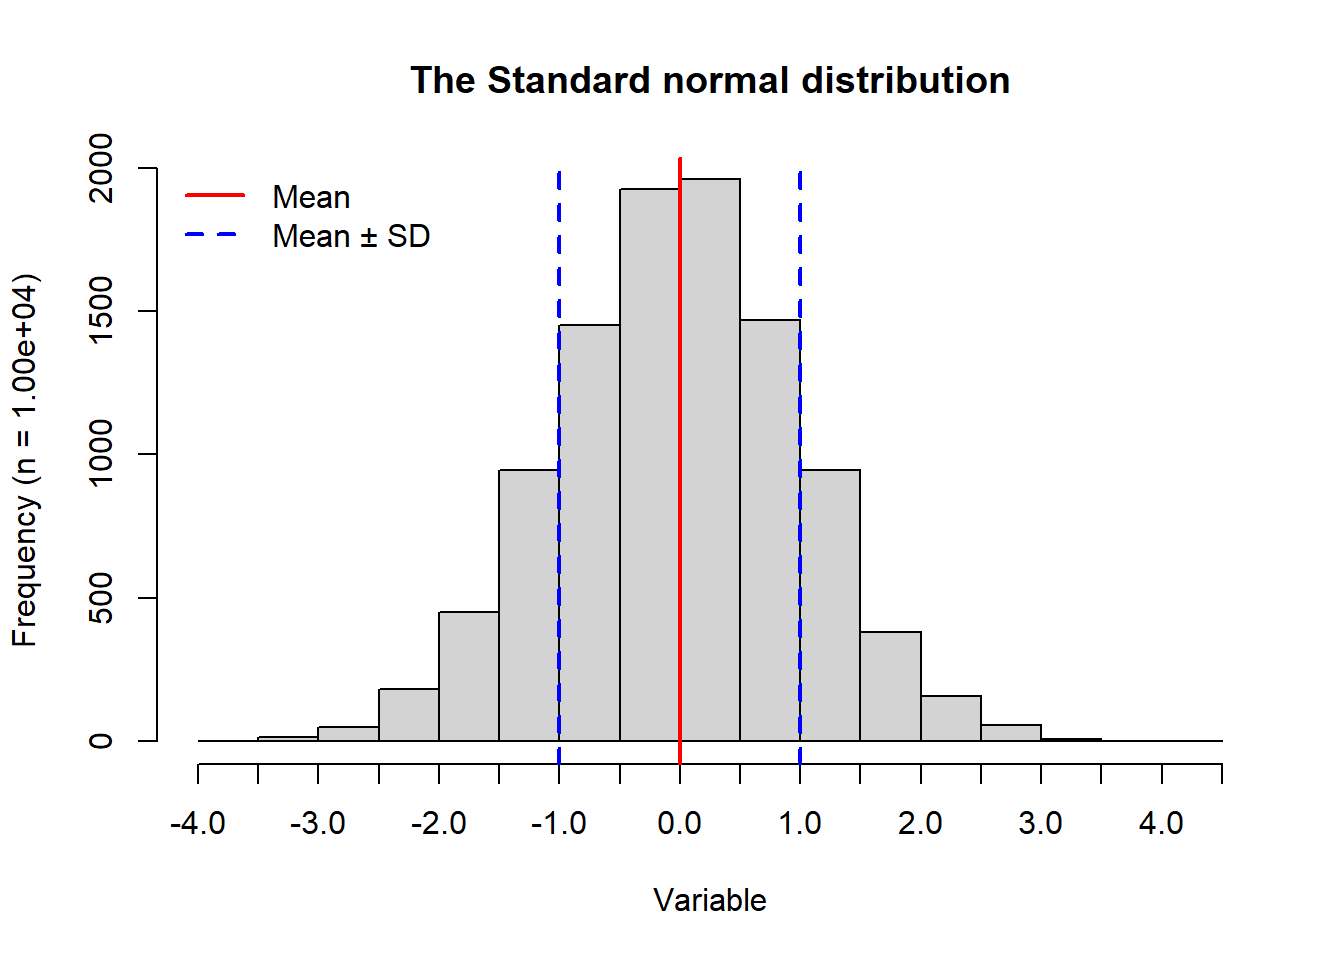 The Standard normal distribution
Mean
Mean ± SD
Frequency (n = 1.00e+04)
2000
1500
1000
500
0
-4.0 -3.0 -2.0 -1.0 0.0 1.0 2.0 3.0 4.0
Variable